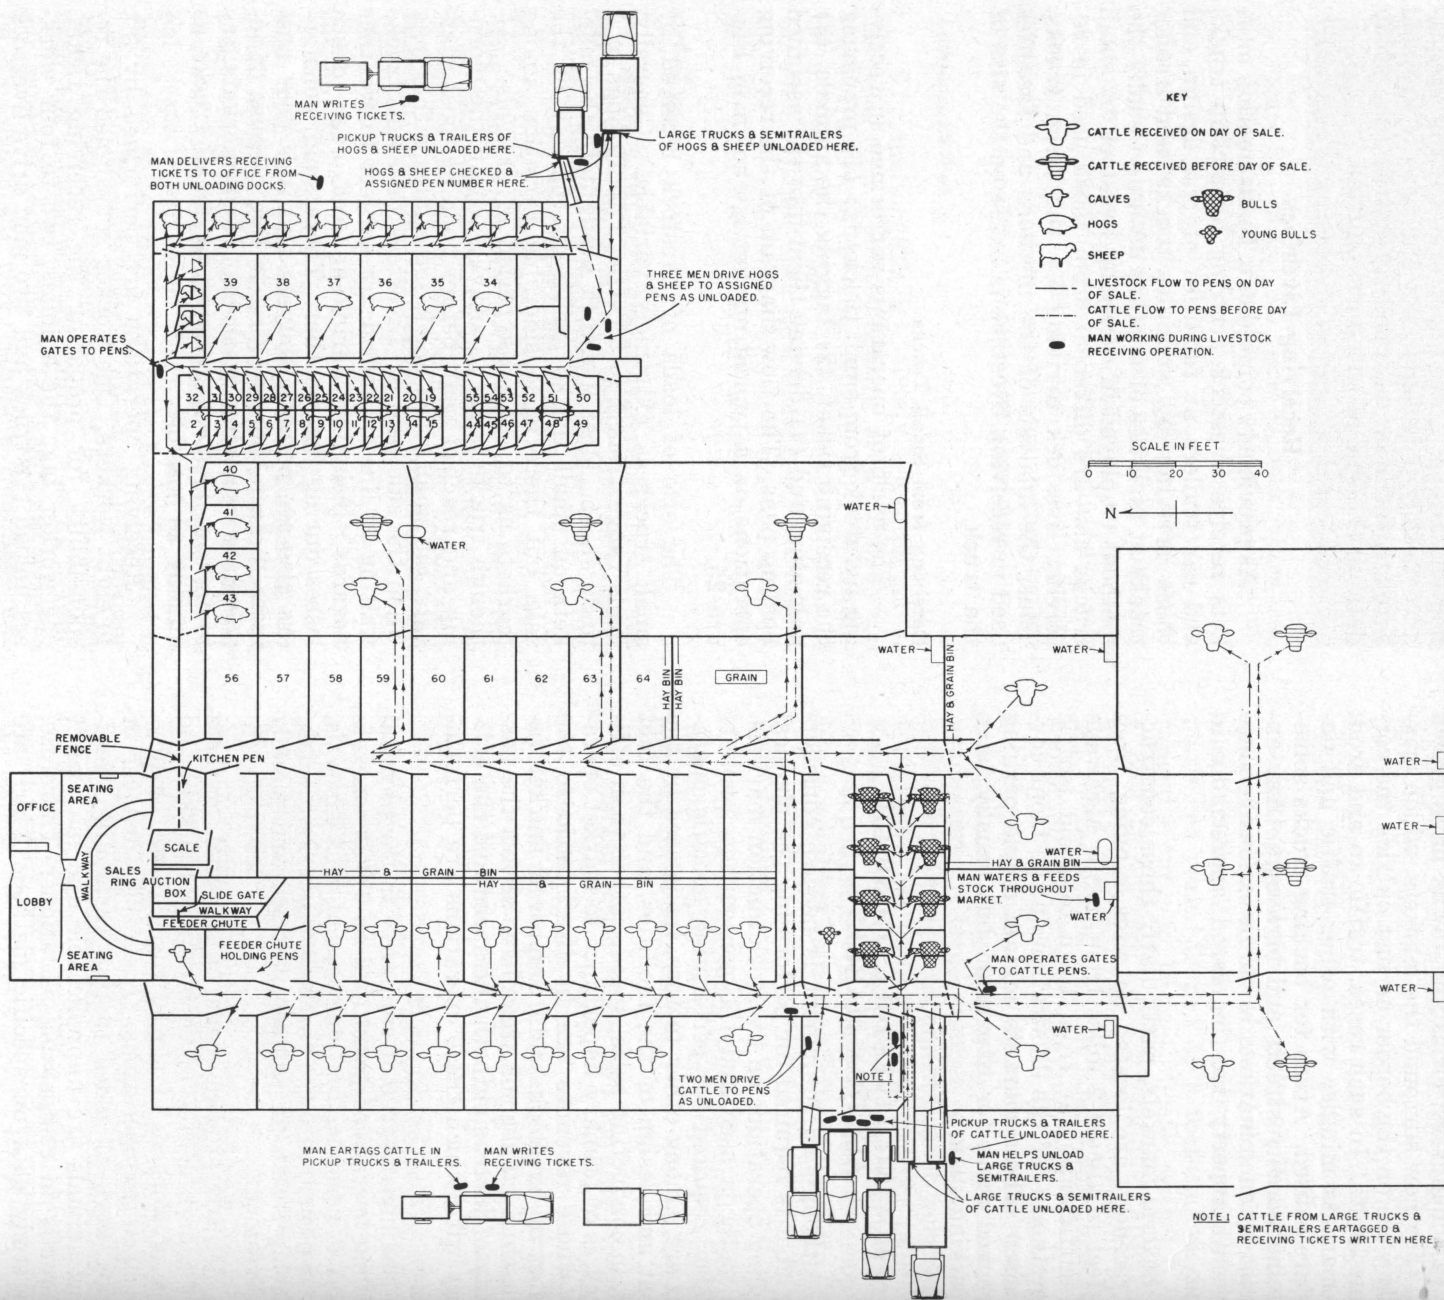 MAN WRITES
RECEIVING TICKETS.
PICKUP TRUCKS & TRAILERS OF
HOGS & SHEEP UNLOADED HERE.
LARGE TRUCKS & SEMITRAILERS
OF HOGS & SHEEP UNLOADED HERE.
MAN DELIVERS RECEIVING
TICKETS TO OFFICE FROM
BOTH UNLOADING DOCKS.
HOGS & SHEEP CHECKED &
ASSIGNED PEN NUMBER HERE.
KEY
CATTLE RECEIVED ON DAY OF SALE.
CATTLE RECEIVED BEFORE DAY OF SALE.
CALVES
BULLS
HOGS
YOUNG BULLS
SHEEP
LIVESTOCK FLOW TO PENS ON DAY
OF SALE.
CATTLE FLOW TO PENS BEFORE DAY
OF SALE.
MAN WORKING DURING LIVESTOCK
RECEIVING OPERATION.
39 38 37 36 35 34
THREE MEN DRIVE HOGS
& SHEEP TO ASSIGNED
PENS AS UNLOADED.
MAN OPERATES
GATES TO PENS.
32 31 30 29 28 27 26 25 24 23 22 21 20 19 55 54 53 52 51 50
2 3 4 5 6 7 8 9 10 11 12 13 14 15 44 45 46 47 48 49
SCALE IN FEET
0 10 20 30 40
N
40
41
42
43
WATER
WATER
WATER
WATER
56 57 58 59 60 61 62 63 64
HAY BIN
HAY BIN
GRAIN
HAY & GRAIN BIN
REMOVABLE
FENCE
KITCHEN PEN
WATER
OFFICE
SEATING
AREA
WALKWAY
SALES
RING
SCALE
AUCTION
BOX
SLIDE GATE
WALKWAY
FEEDER CHUTE
LOBBY
SEATING
AREA
FEEDER CHUTE
HOLDING PENS
HAY & GRAIN BIN
HAY & GRAIN BIN
WATER
HAY & GRAIN BIN
WATER
MAN WATERS & FEEDS
STOCK THROUGHOUT
MARKET.
WATER
MAN OPERATES GATES
TO CATTLE PENS.
WATER
WATER
TWO MEN DRIVE
CATTLE TO PENS
AS UNLOADED.
NOTE 1
PICKUP TRUCKS & TRAILERS
OF CATTLE UNLOADED HERE.
MAN HELPS UNLOAD
LARGE TRUCKS &
SEMITRAILERS.
LARGE TRUCKS & SEMITRAILERS
OF CATTLE UNLOADED HERE.
MAN EARTAGS CATTLE IN
PICKUP TRUCKS & TRAILERS.
MAN WRITES
RECEIVING TICKETS.
NOTE 1 CATTLE FROM LARGE TRUCKS &
SEMITRAILERS EARTAGGED &
RECEIVING TICKETS WRITTEN HERE.